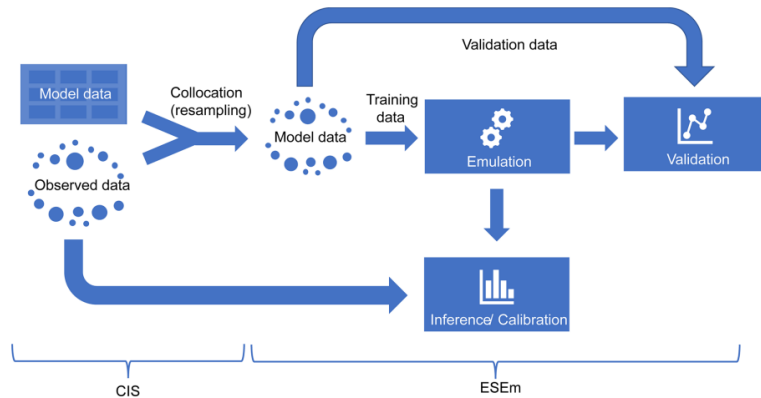 Validation data
Model data
Collocation
(resampling)
Training
data
Model data
Emulation
Validation
Observed data
Inference/ Calibration
CIS
ESEm